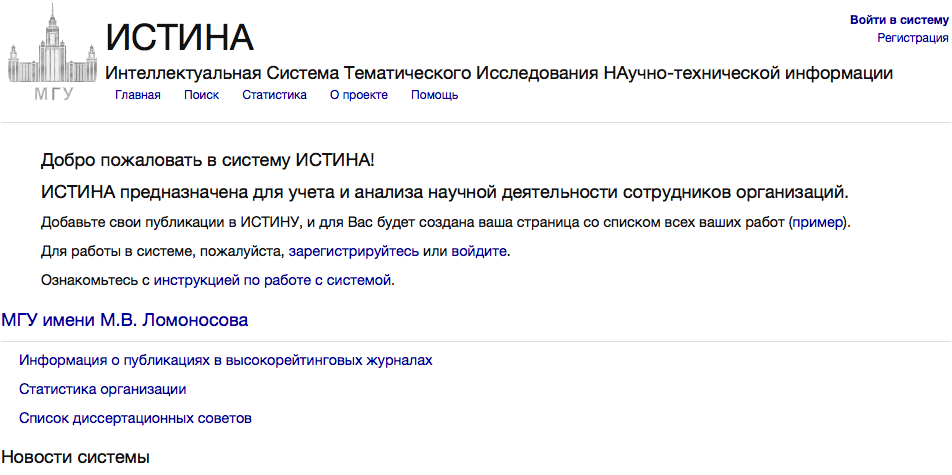 ИСТИНА
Войти в систему
Регистрация
Интеллектуальная Система Тематического Исследования НАучно-технической информации
МГУ
Главная Поиск Статистика О проекте Помощь
Добро пожаловать в систему ИСТИНА!
ИСТИНА предназначена для учета и анализа научной деятельности сотрудников организаций.
Добавьте свои публикации в ИСТИНУ, и для Вас будет создана ваша страница со списком всех ваших работ (пример).
Для работы в системе, пожалуйста, зарегистрируйтесь или войдите.
Ознакомьтесь с инструкцией по работе с системой.
МГУ имени М.В. Ломоносова
Информация о публикациях в высокорейтинговых журналах
Статистика организации
Список диссертационных советов
Новости системы